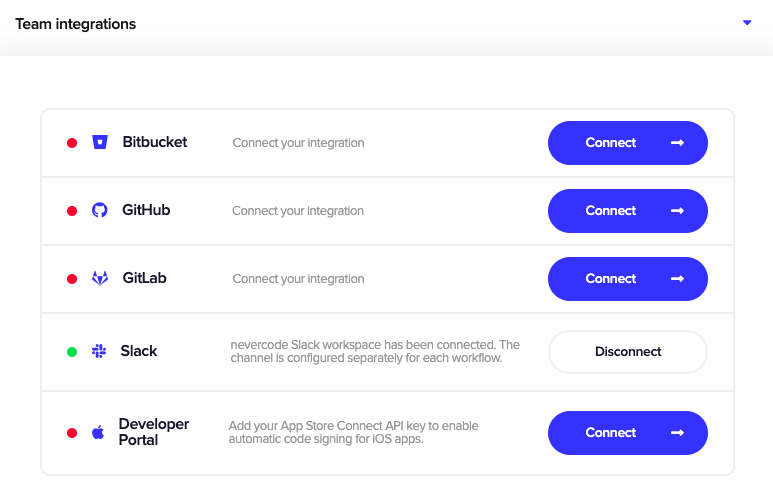 Team integrations
Bitbucket
Connect your integration
Connect
GitHub
Connect your integration
Connect
GitLab
Connect your integration
Connect
Slack
nevercode Slack workspace has been connected. The
channel is configured separately for each workflow.
Disconnect
Developer
Portal
Add your App Store Connect API key to enable
automatic code signing for iOS apps.
Connect